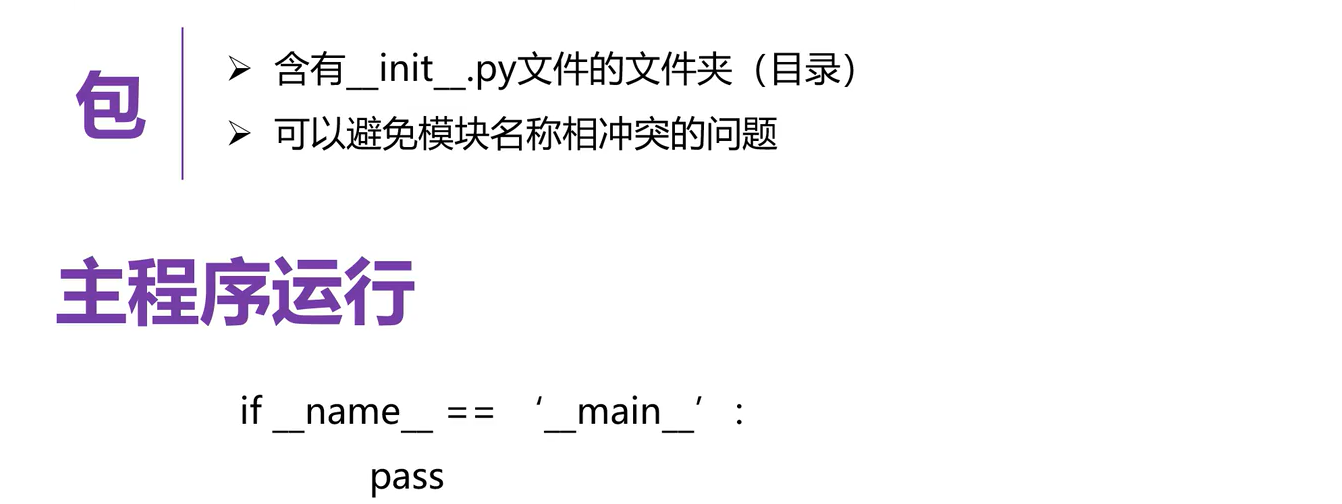 包
含有__init__.py文件的文件夹（目录）
可以避免模块名称相冲突的问题
主程序运行
if __name__ == ‘__main__’ :
pass